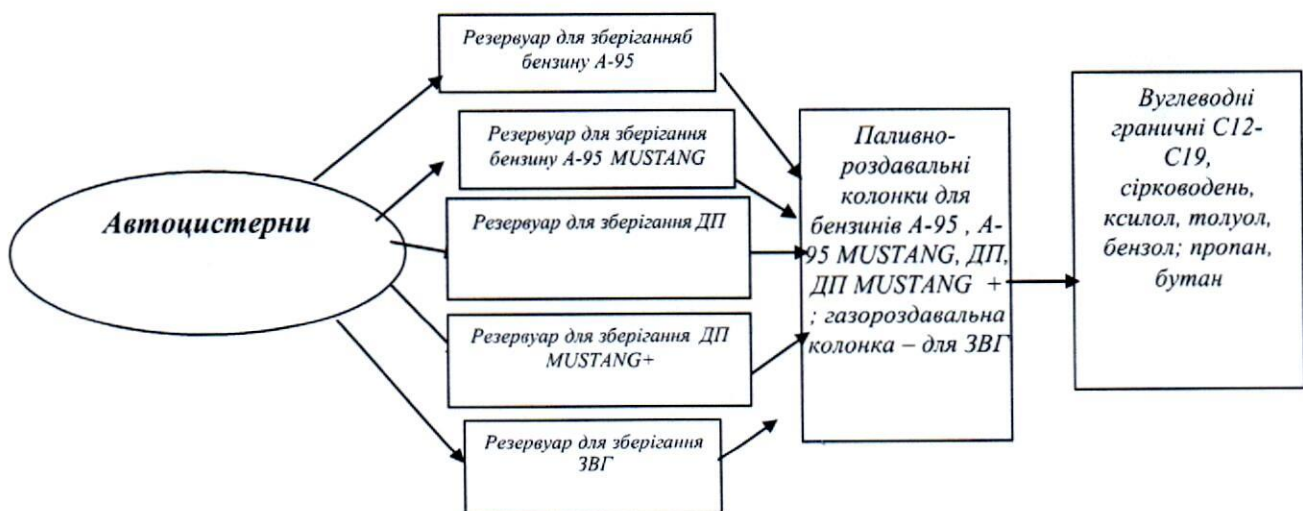 Автоцистерни
Резервуар для зберіганняб
бензину А-95
Резервуар для зберігання
бензину А-95 MUSTANG
Резервуар для зберігання ДП
Резервуар для зберігання ДП
MUSTANG+
Резервуар для зберігання
ЗВГ
Паливно-
роздавальні
колонки для
бензинів А-95 , А-
95 MUSTANG, ДП,
ДП MUSTANG +
; газороздавальна
колонка – для ЗВГ
Вуглеводні
граничні С12-
С19,
сірководень,
ксилол, толуол,
бензол; пропан,
бутан